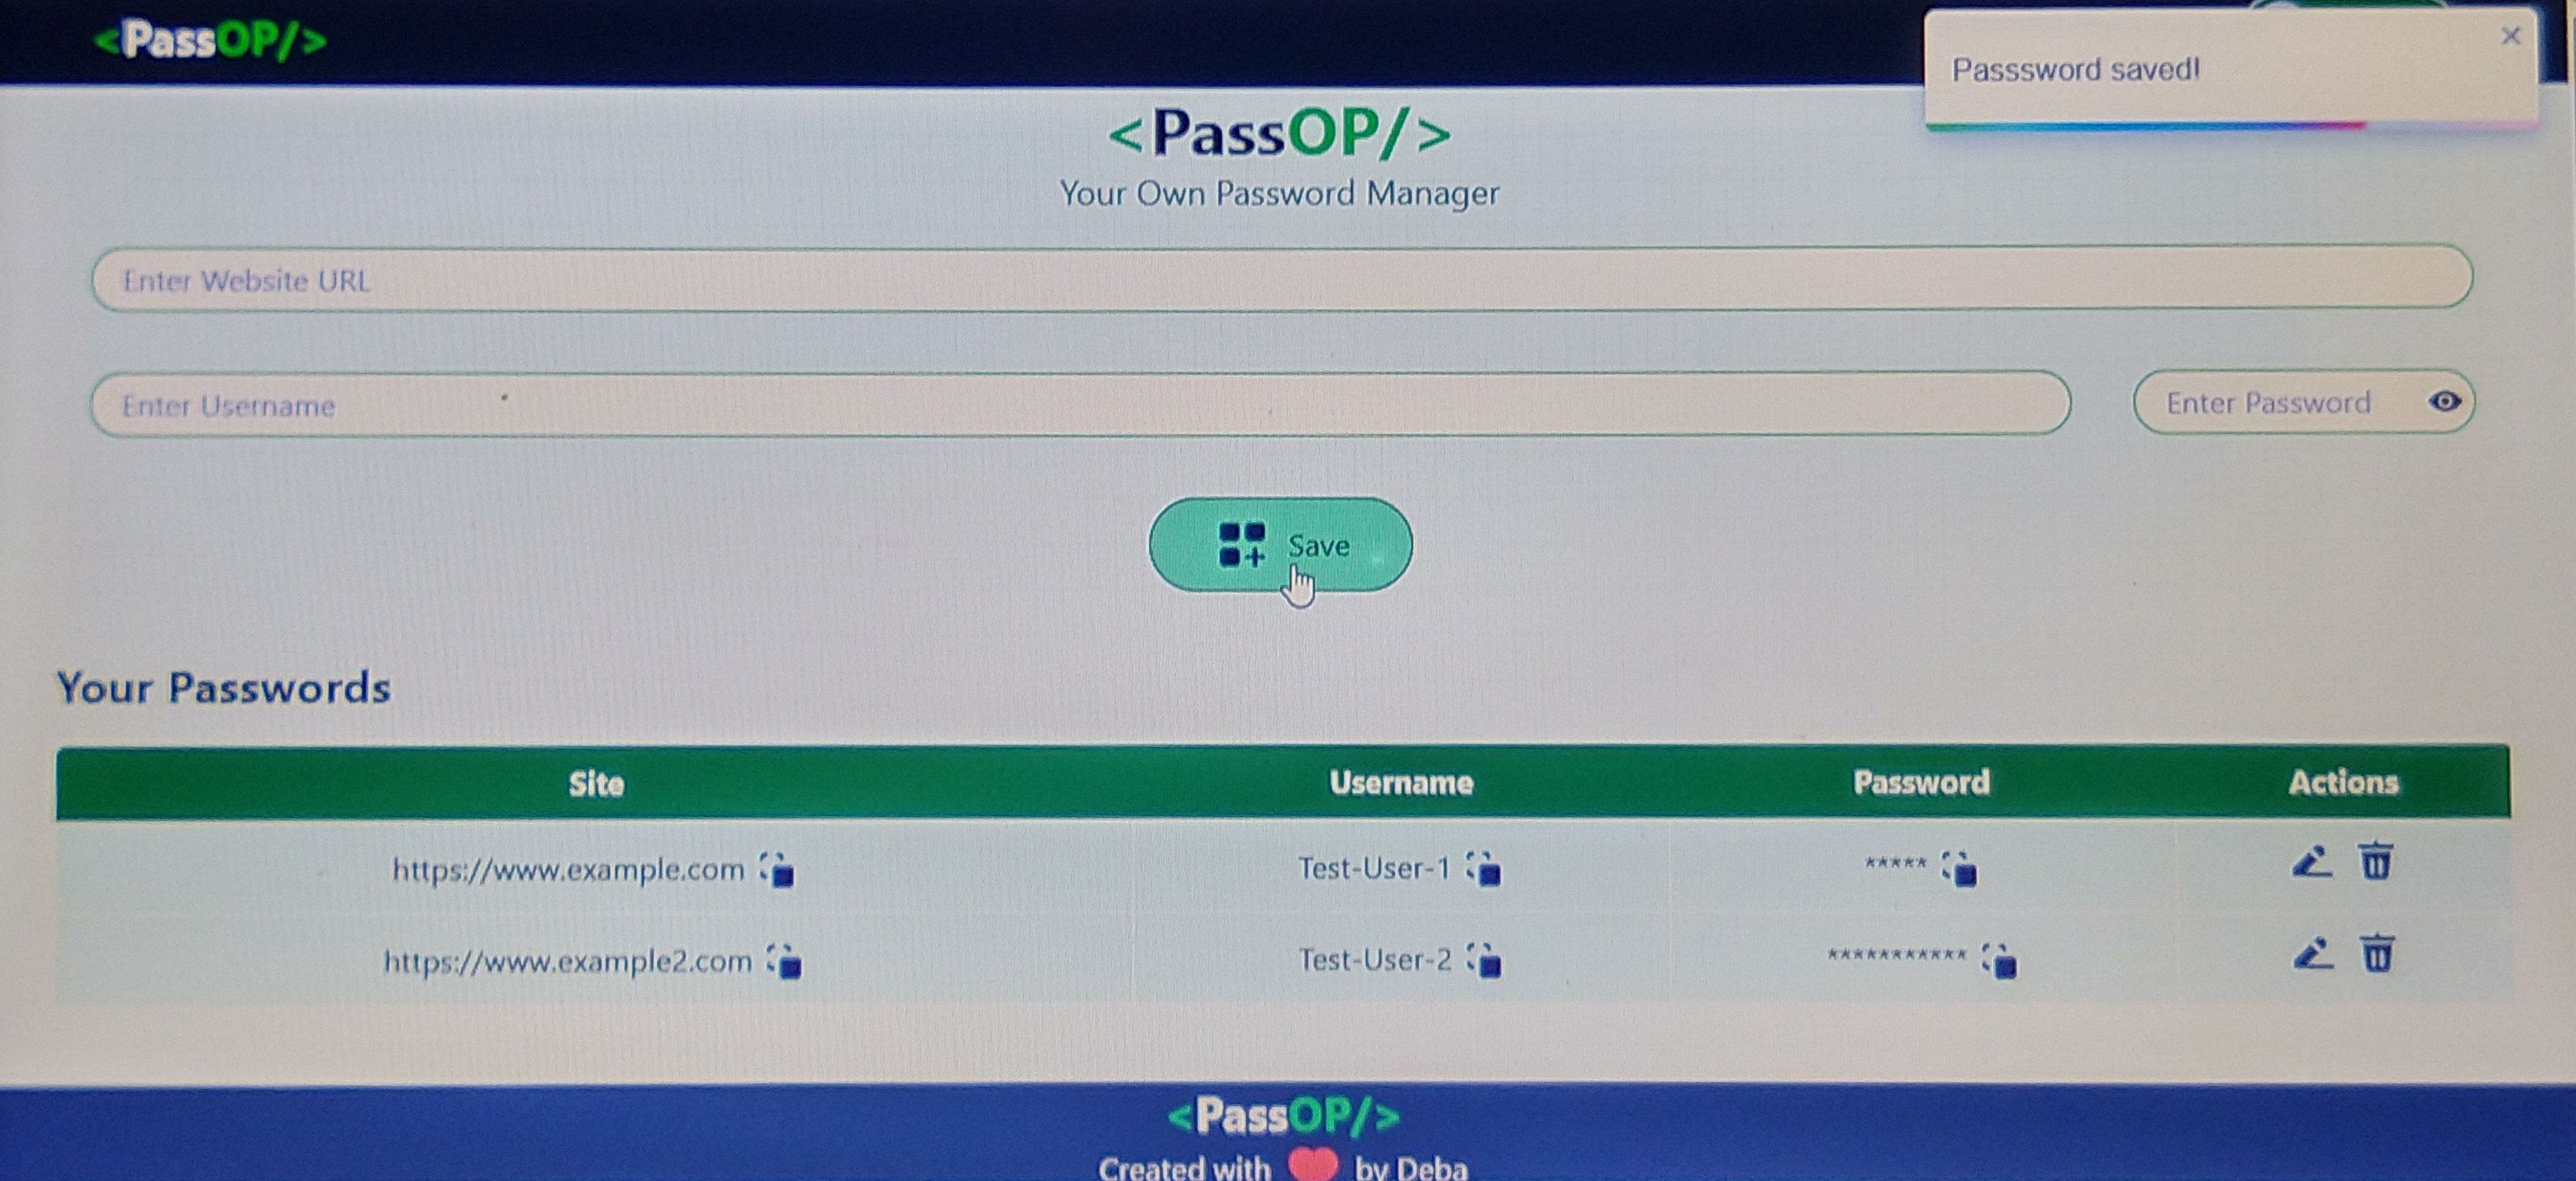 <PassOP/>
Passsword saved!
<PassOP/>
Your Own Password Manager
Enter Website URL
Enter Username
Enter Password
Save
Your Passwords
Site Username Password Actions
https://www.example.com Test-User-1 *****
https://www.example2.com Test-User-2 ***********
<PassOP/>
Created with ❤️ by Deba